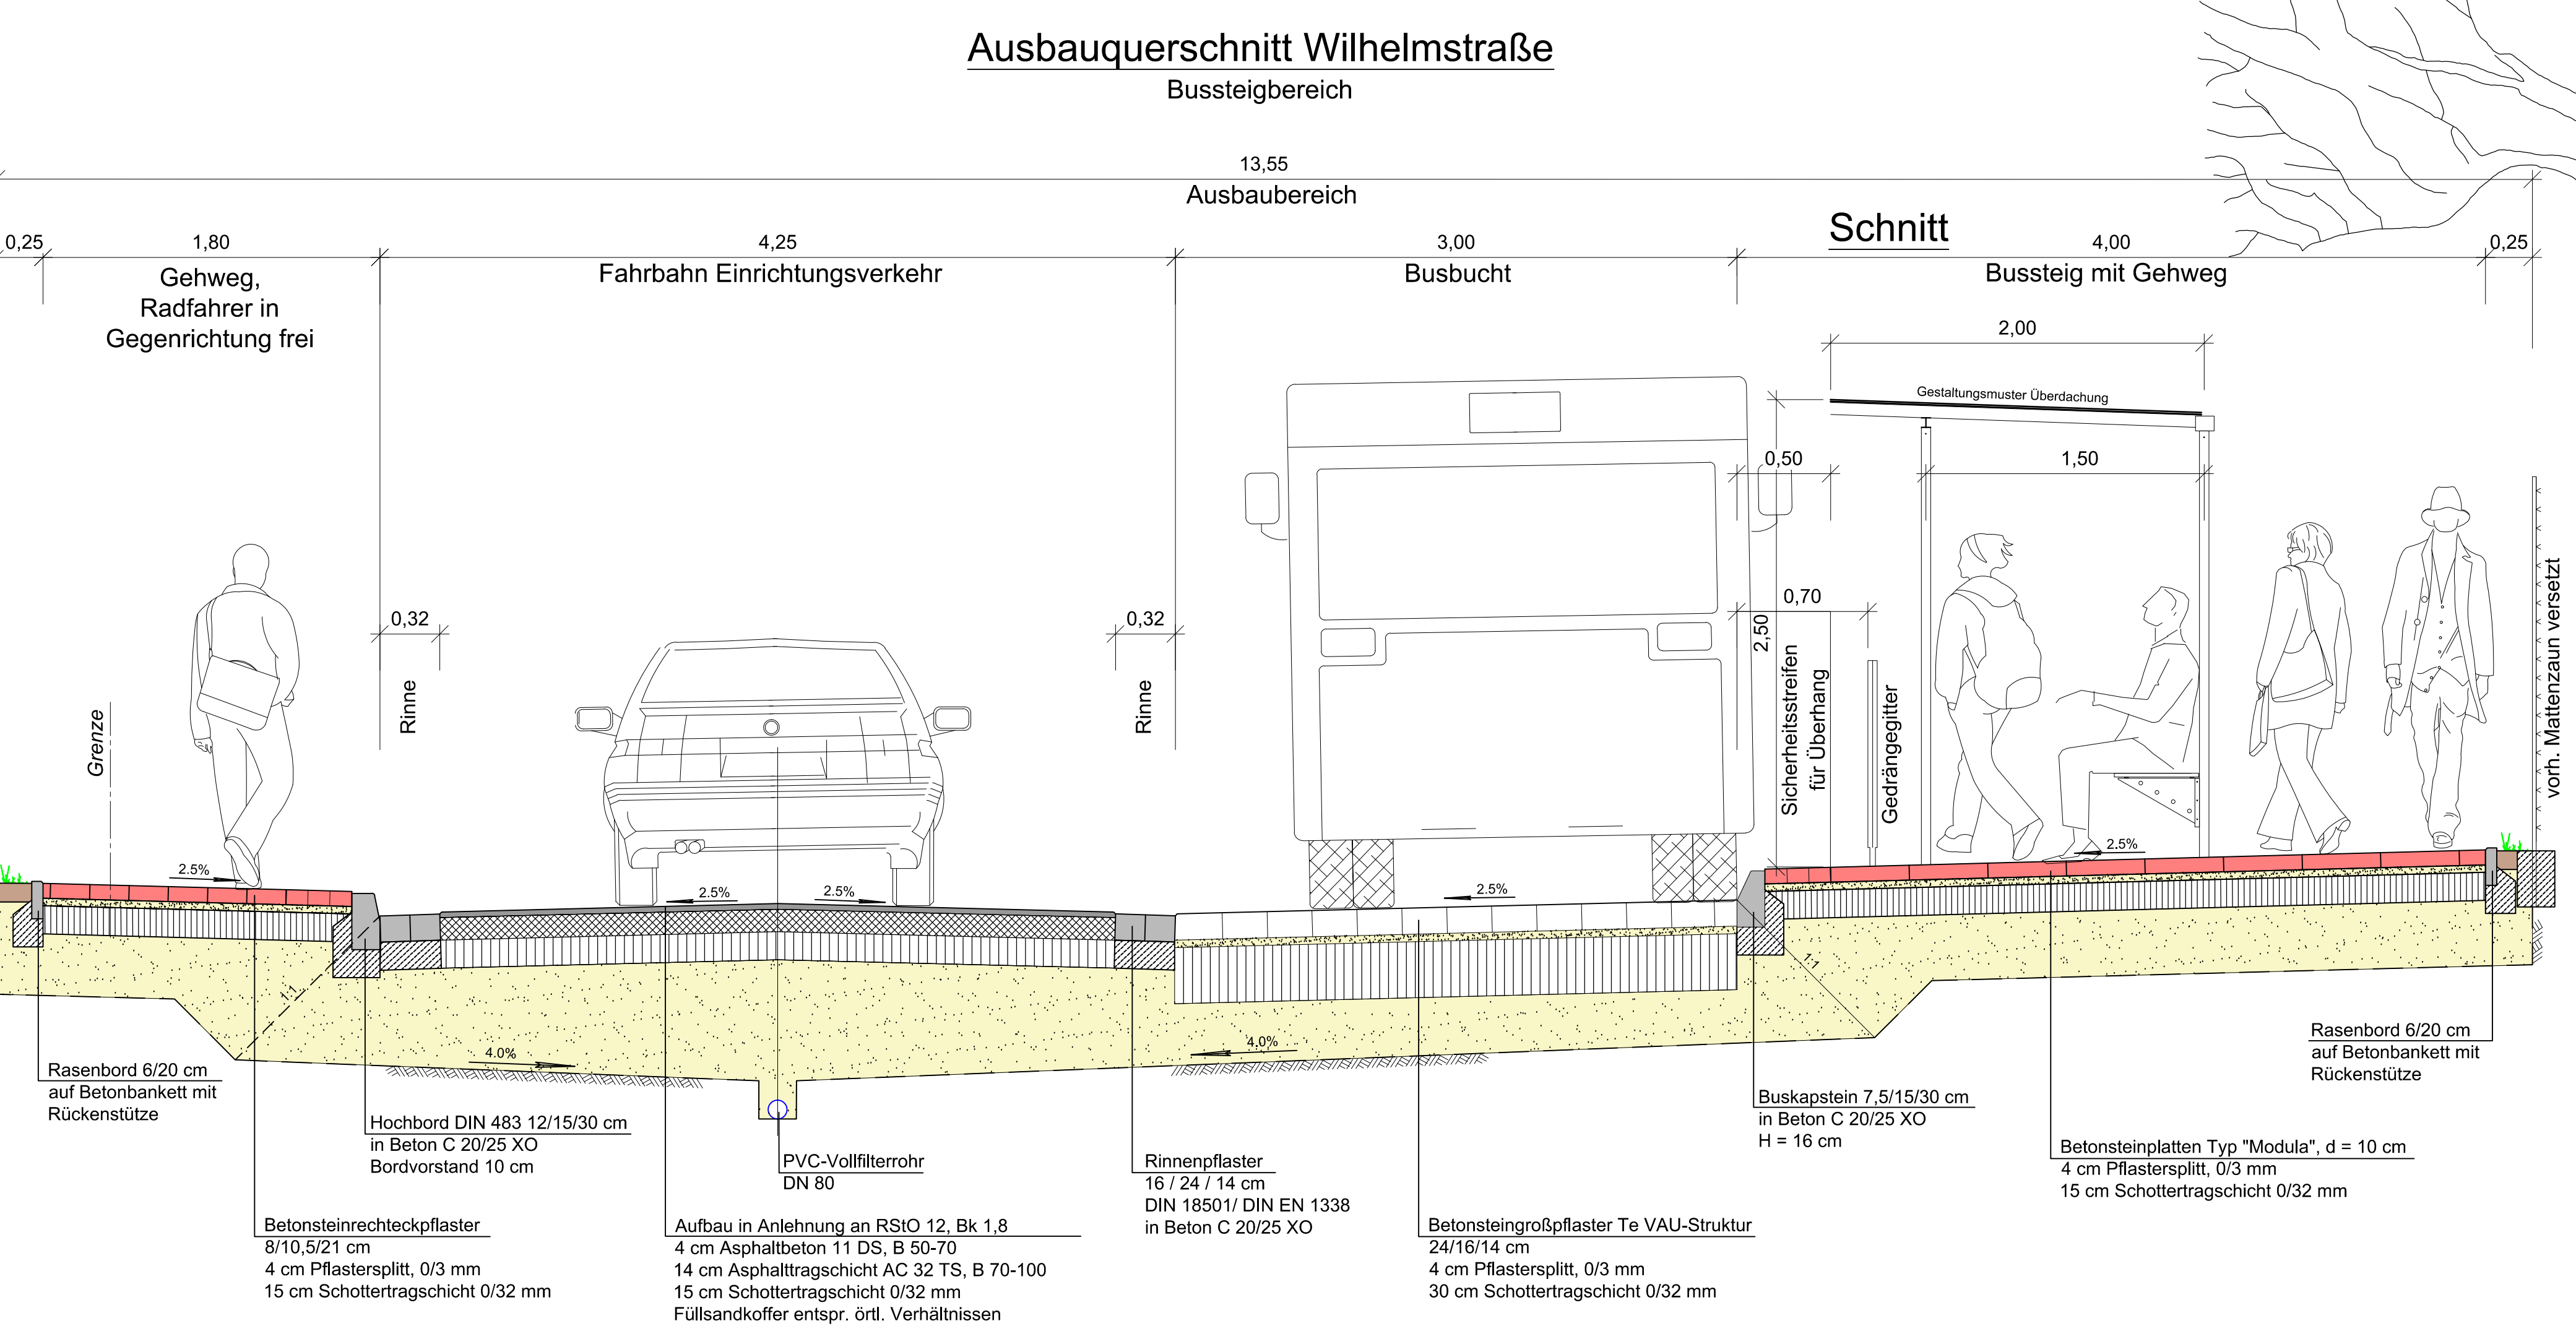 Ausbauquerschnitt Wilhelmstraße
Bussteigbereich
13,55
Ausbaubereich
Schnitt
0,25
1,80
4,25
3,00
4,00
0,25
Gehweg,
Radfahrer in
Gegenrichtung frei
Fahrbahn Einrichtungsverkehr
Busbucht
Bussteig mit Gehweg
2,00
Gestaltungsmuster Überdachung
0,50
1,50
0,32
0,32
0,70
2,50
Grenze
Rinne
Rinne
Sicherheitsstreifen
für Überhang
Gedrängegitter
vorh. Mattenzaun versetzt
2.5%
2.5%
2.5%
2.5%
2.5%
1:1
1:1
4.0%
4.0%
Rasenbord 6/20 cm
auf Betonbankett mit
Rückenstütze
Hochbord DIN 483 12/15/30 cm
in Beton C 20/25 XO
Bordvorstand 10 cm
Betonsteinrechteckpflaster
8/10,5/21 cm
4 cm Pflastersplitt, 0/3 mm
15 cm Schottertragschicht 0/32 mm
PVC-Vollfilterrohr
DN 80
Aufbau in Anlehnung an RStO 12, Bk 1,8
4 cm Asphaltbeton 11 DS, B 50-70
14 cm Asphalttragschicht AC 32 TS, B 70-100
15 cm Schottertragschicht 0/32 mm
Füllsandkoffer entspr. örtl. Verhältnissen
Rinnenpflaster
16 / 24 / 14 cm
DIN 18501/ DIN EN 1338
in Beton C 20/25 XO
Betonsteingroßpflaster Te VAU-Struktur
24/16/14 cm
4 cm Pflastersplitt, 0/3 mm
30 cm Schottertragschicht 0/32 mm
Buskapstein 7,5/15/30 cm
in Beton C 20/25 XO
H = 16 cm
Betonsteinplatten Typ "Modula", d = 10 cm
4 cm Pflastersplitt, 0/3 mm
15 cm Schottertragschicht 0/32 mm
Rasenbord 6/20 cm
auf Betonbankett mit
Rückenstütze